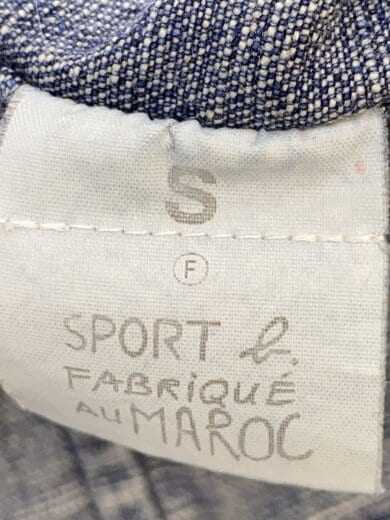 S
F
SPORT b.
FABRIQUÉ
AU MAROC